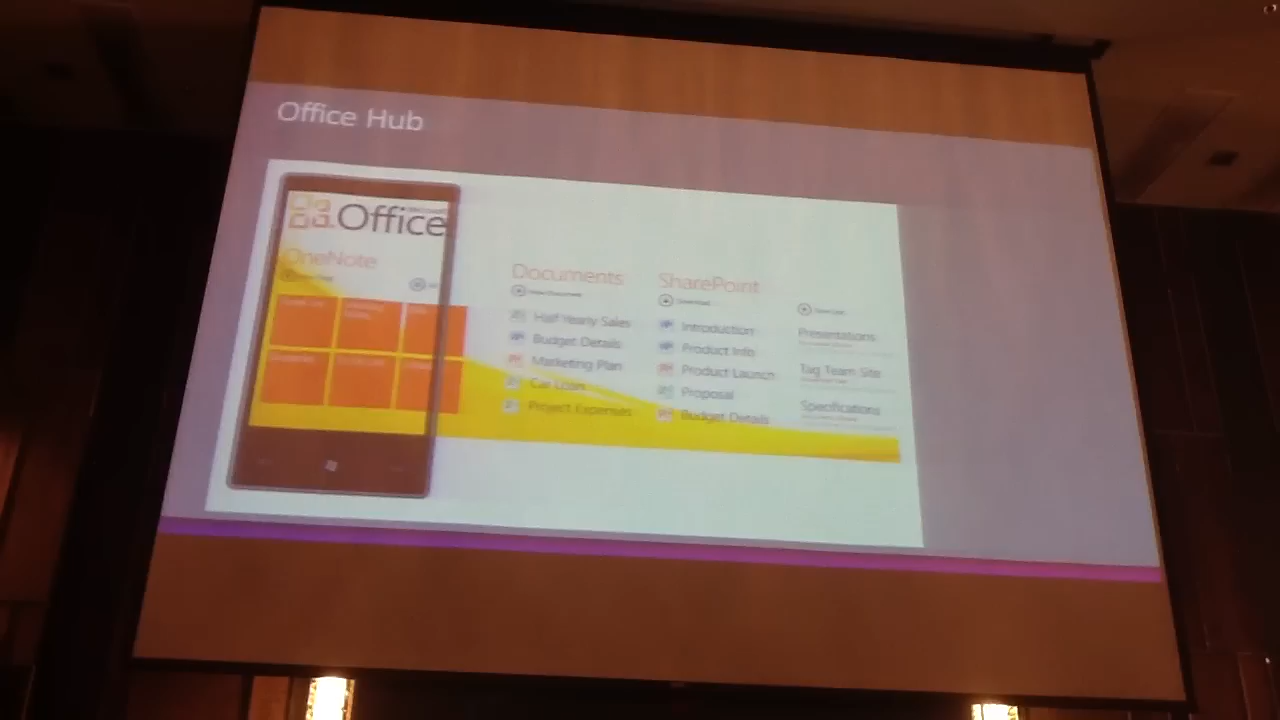 Office Hub
Office
OneNote
Documents
Half Yearly Sales
Budget Details
Marketing Plan
Car Loan
Project Expenses
SharePoint
Introduction
Product Info
Product Launch
Proposal
Budget Details
Presentations
Tag Team Site
Specifications